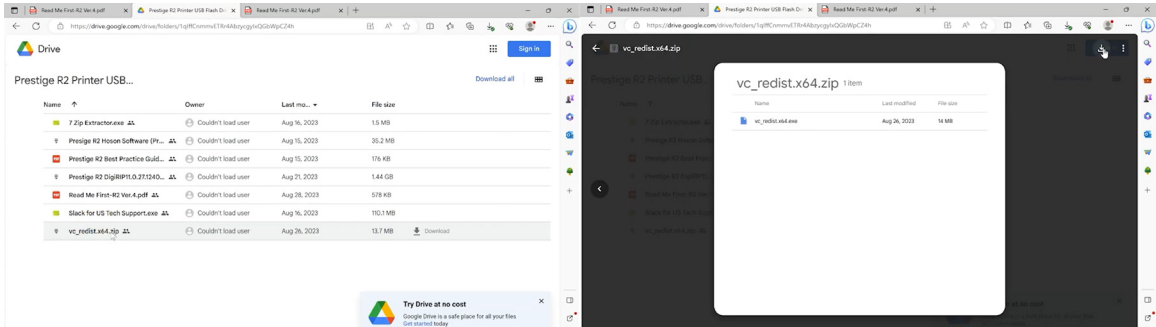 Read Me First-R2 Ver.4.pdf
Prestige R2 Printer USB Flash Dr
Read Me First-R2 Ver.4.pdf
https://drive.google.com/drive/folders/
Drive
Sign in
Prestige R2 Printer USB...
Download all
Name Owner Last mo... File size
7 Zip Extractor.exe Couldn't load user Aug 16, 2023 1.5 MB
Presige R2 Hoson Software (Pr... Couldn't load user Aug 15, 2023 35.2 MB
Prestige R2 Best Practice Guid... Couldn't load user Aug 15, 2023 176 KB
Prestige R2 DigiRIP11.0.27.1240... Couldn't load user Aug 21, 2023 1.44 GB
Read Me First-R2 Ver.4.pdf Couldn't load user Aug 28, 2023 578 KB
Slack for US Tech Support.exe Couldn't load user Aug 15, 2023 110.1 MB
vc_redist.x64.zip Couldn't load user Aug 26, 2023 13.7 MB Download
Try Drive at no cost
Google Drive is a safe place for all your files
Get started today
Read Me First-R2 Ver.4.pdf
Prestige R2 Printer USB Flash Dr
Read Me First-R2 Ver.4.pdf
https://drive.google.com/drive/folders/
vc_redist.x64.zip
Prestige R2 Printer USB...
vc_redist.x64.zip 1 item
Name Last modified File size
vc_redist.x64.exe Aug 26, 2023 14 MB